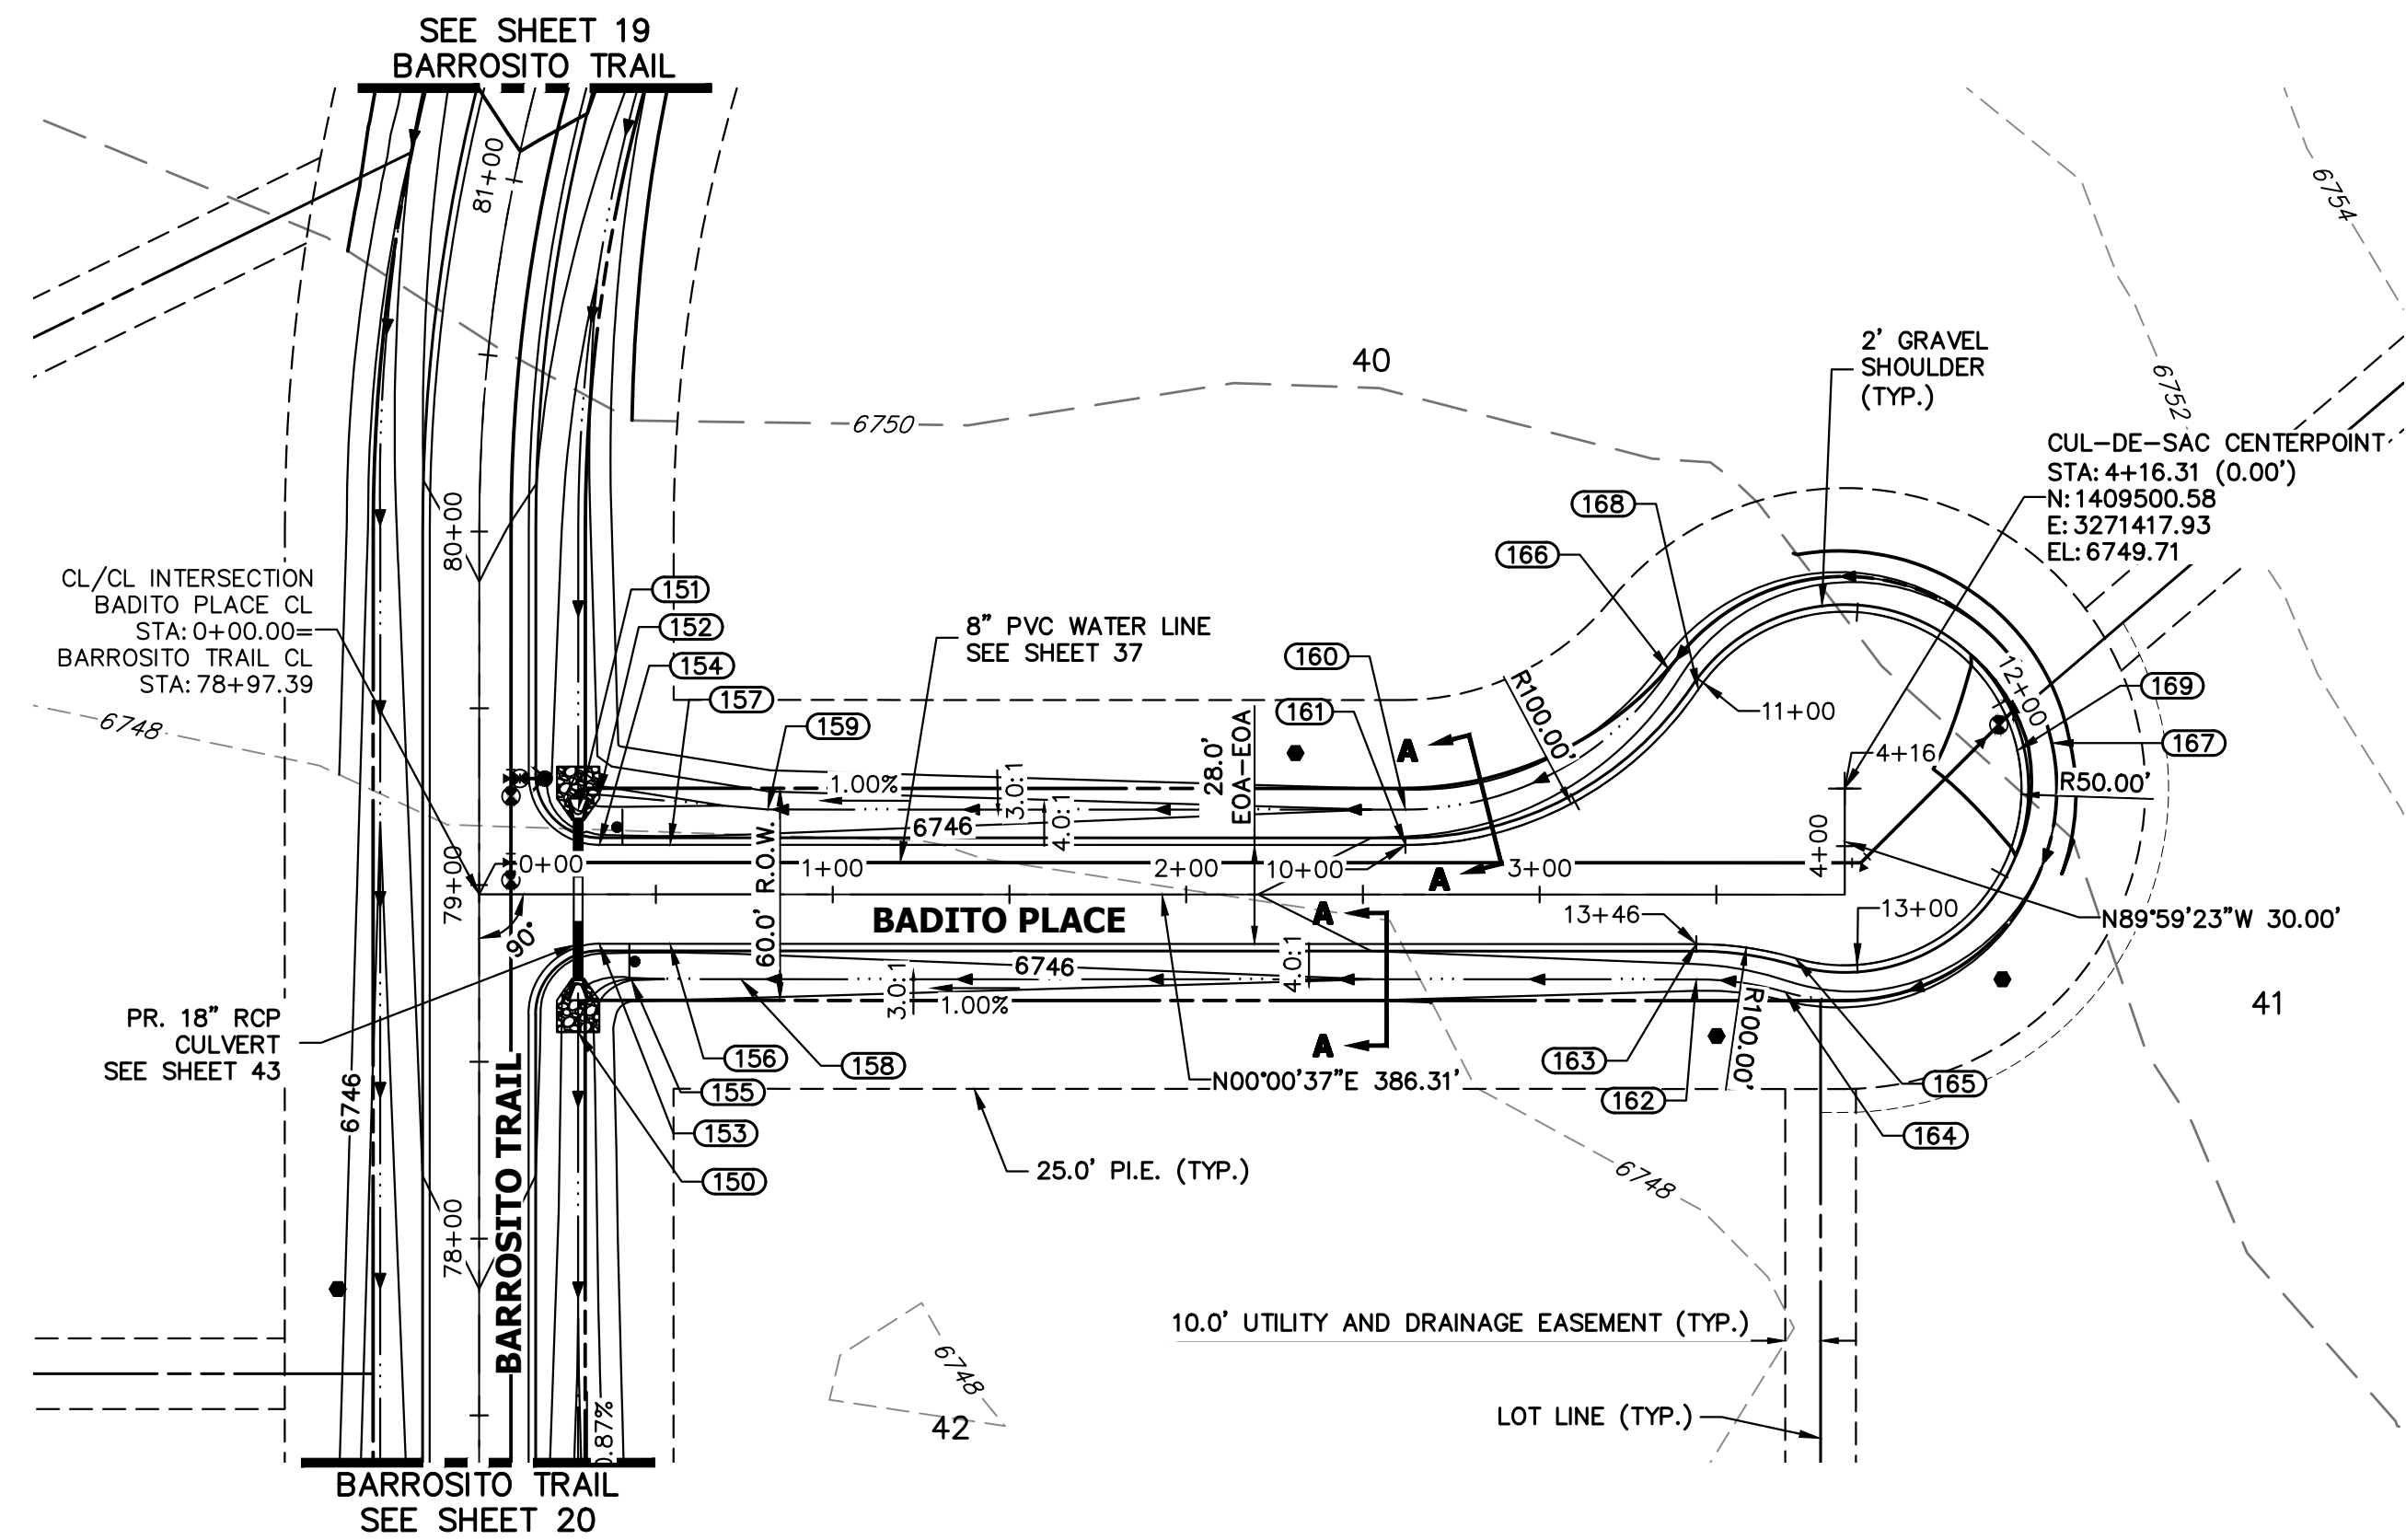 SEE SHEET 19
BARROSITO TRAIL
81+00
6754
40
2' GRAVEL
SHOULDER
(TYP.)
6752
6750
CUL-DE-SAC CENTERPOINT
STA: 4+16.31 (0.00')
N: 1409500.58
E: 3271417.93
EL: 6749.71
168
166
80+00
CL/CL INTERSECTION
BADITO PLACE CL
STA: 0+00.00=
BARROSITO TRAIL CL
STA: 78+97.39
151
152
154
157
159
8" PVC WATER LINE
SEE SHEET 37
160
161
R100.00'
11+00
12+00
169
167
6748
4+16
R50.00'
1.00%
3.0:1
4.0:1
28.0'
EOA-EOA
A
6746
60.0' R.O.W.
79+00
0+00
1+00
2+00
10+00
A
3+00
4+00
90°
BADITO PLACE
A
13+46
13+00
N89°59'23"W 30.00'
6746
3.0:1
1.00%
4.0:1
A
R100.00'
41
PR. 18" RCP
CULVERT
SEE SHEET 43
6746
156
158
155
153
150
N00°00'37"E 386.31'
163
162
165
164
25.0' P.I.E. (TYP.)
6748
78+00
BARROSITO TRAIL
10.0' UTILITY AND DRAINAGE EASEMENT (TYP.)
6748
42
LOT LINE (TYP.)
0.87%
BARROSITO TRAIL
SEE SHEET 20